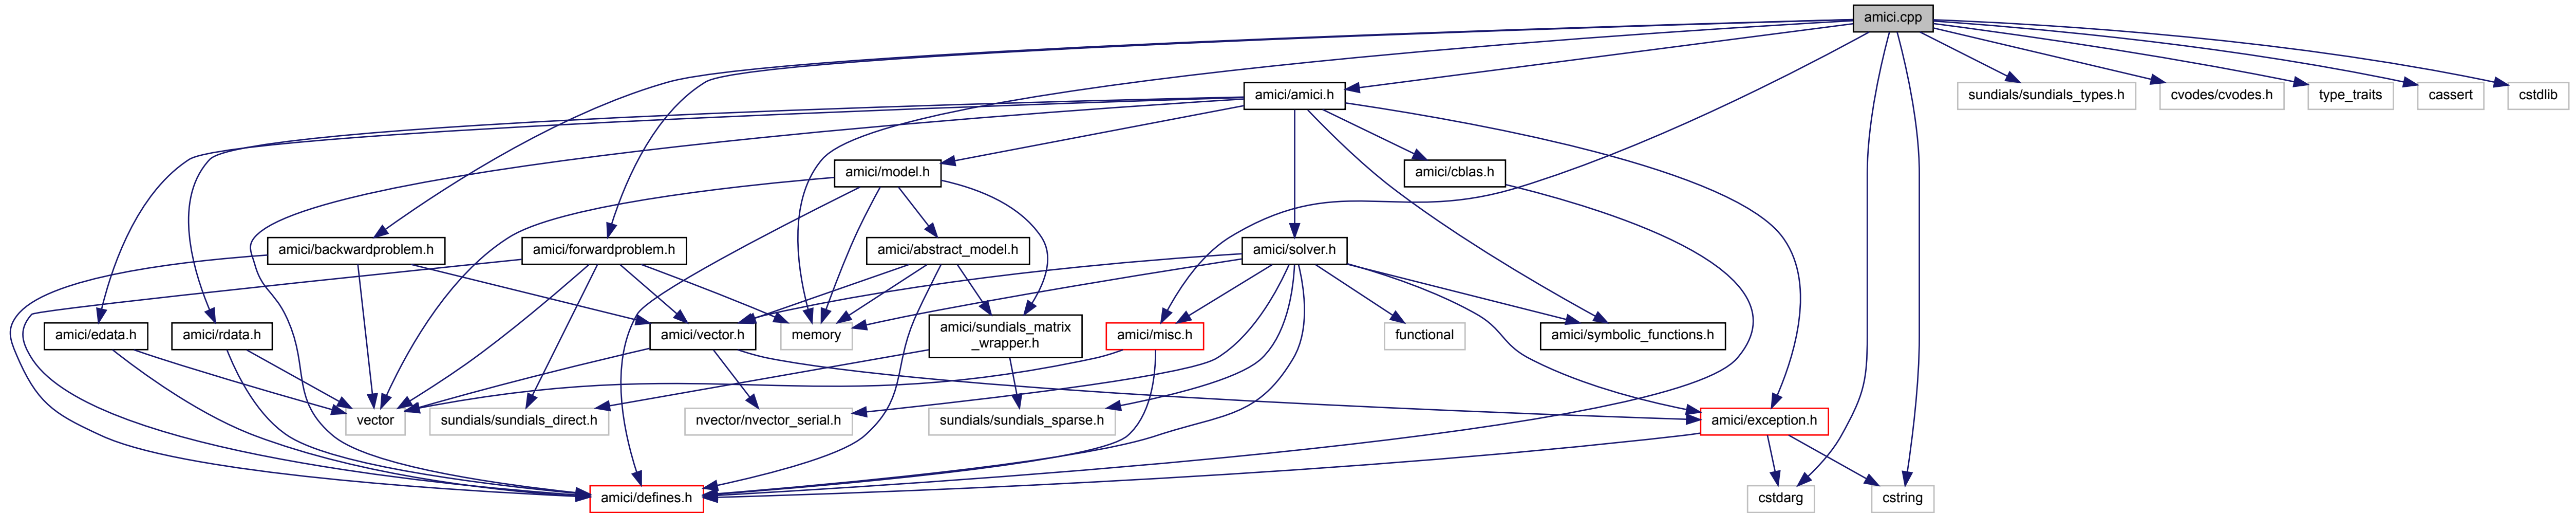 amici.cpp
amici/amici.h
sundials/sundials_types.h
cvodes/cvodes.h
type_traits
cassert
cstdlib
amici/model.h
amici/cblas.h
amici/backwardproblem.h
amici/forwardproblem.h
amici/abstract_model.h
amici/solver.h
amici/edata.h
amici/rdata.h
amici/vector.h
memory
amici/sundials_matrix
_wrapper.h
amici/misc.h
functional
amici/symbolic_functions.h
vector
sundials/sundials_direct.h
nvector/nvector_serial.h
sundials/sundials_sparse.h
amici/exception.h
amici/defines.h
cstdarg
cstring